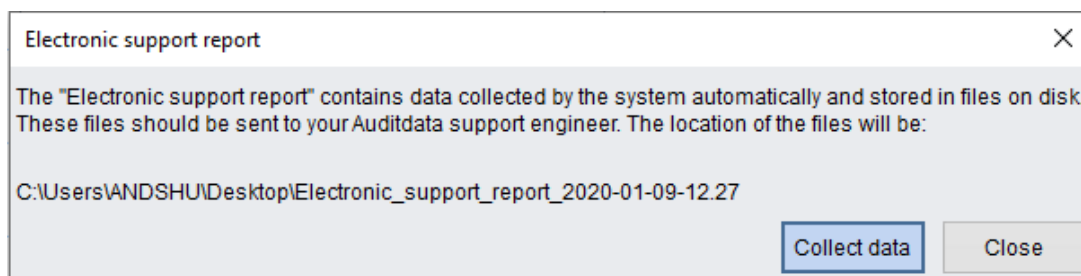 Electronic support report
The "Electronic support report" contains data collected by the system automatically and stored in files on disk.
These files should be sent to your Auditdata support engineer. The location of the files will be:
C:\Users\ANDSHU\Desktop\Electronic_support_report_2020-01-09-12.27
Collect data Close